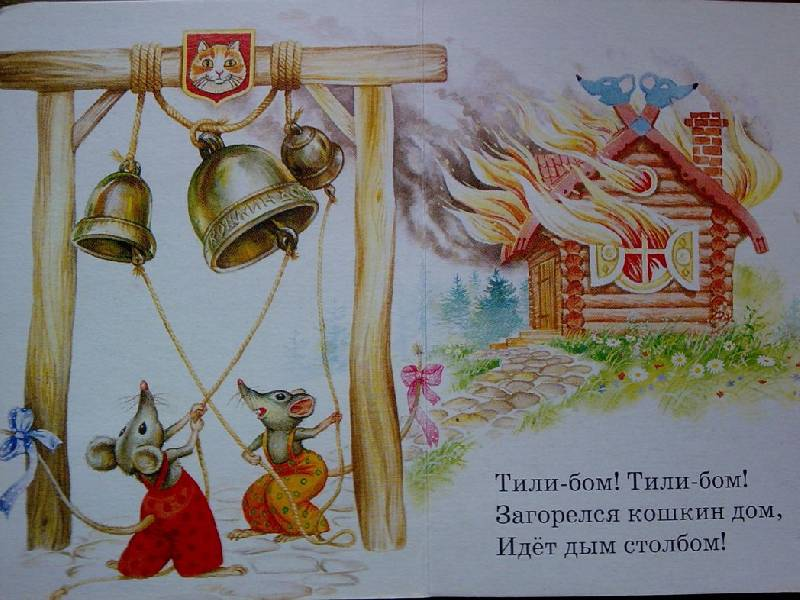 Тили-бом! Тили-бом!
Загорелся кошкин дом,
Идёт дым столбом!